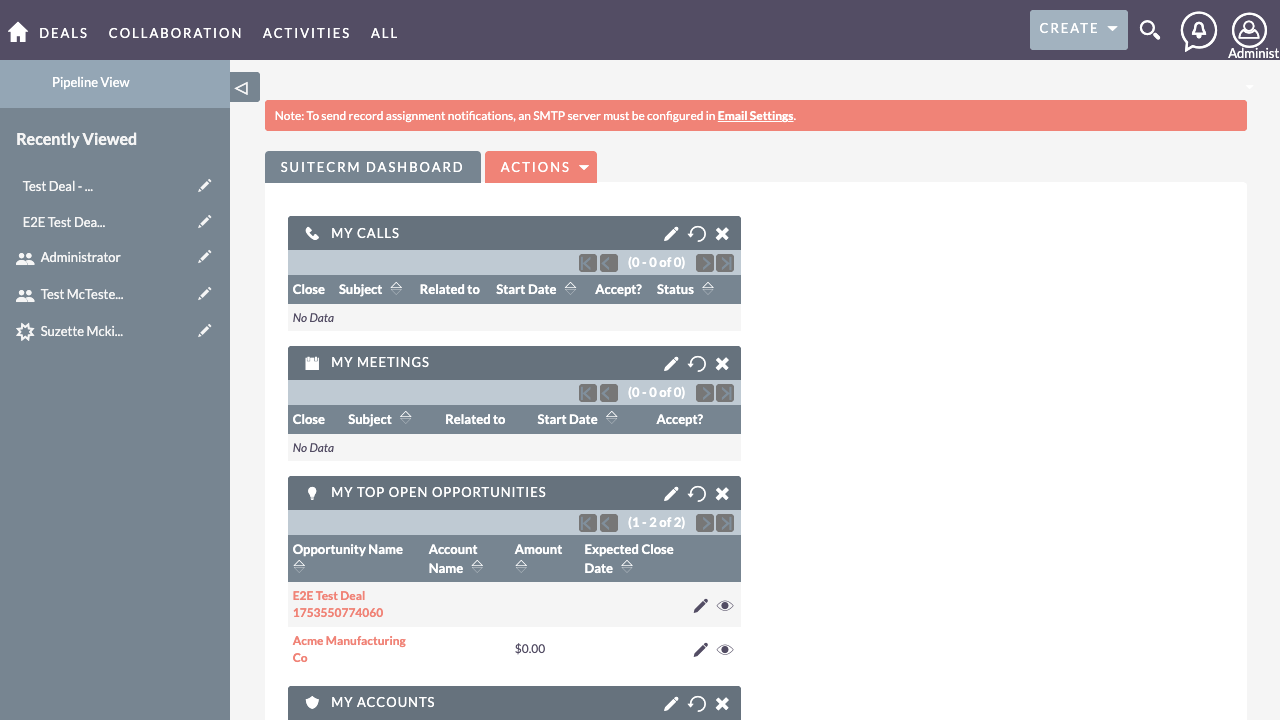 DEALS COLLABORATION ACTIVITIES ALL CREATE
Administ
Pipeline View
Recently Viewed
Test Deal - ...
E2E Test Dea...
Administrator
Test McTeste...
Suzette Mcki...
Note: To send record assignment notifications, an SMTP server must be configured in Email Settings.
SUITECRM DASHBOARD ACTIONS
MY CALLS
(0 - 0 of 0)
Close Subject Related to Start Date Accept? Status
No Data
MY MEETINGS
(0 - 0 of 0)
Close Subject Related to Start Date Accept?
No Data
MY TOP OPEN OPPORTUNITIES
(1 - 2 of 2)
Opportunity Name Account Name Amount Expected Close Date
E2E Test Deal
1753550774060
Acme Manufacturing
Co
$0.00
MY ACCOUNTS